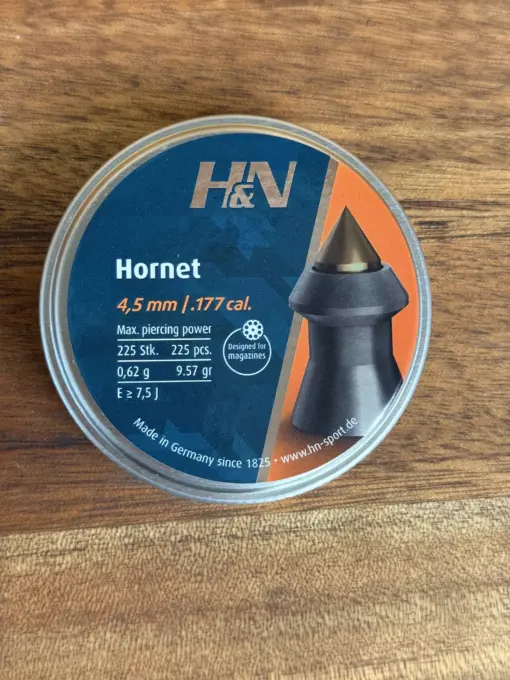 H&N
Hornet
4,5 mm / .177 cal.
Max. piercing power
225 Stk. 225 pcs.
0,62 g 9.57 gr
E ≥ 7,5 J
Designed for
magazines
Made in Germany since 1825 • www.hn-sport.de